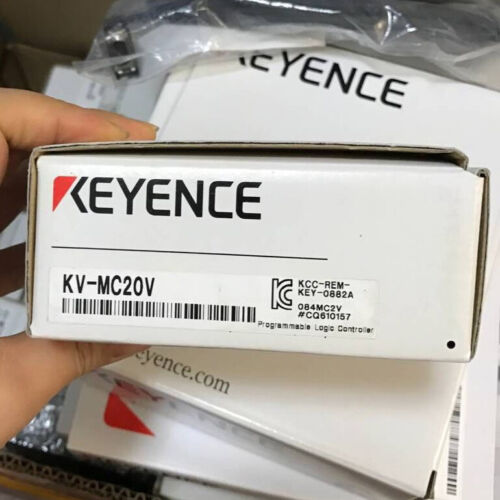 KEYENCE
KEYENCE
KV-MC20V
KCC-REM-
KEY-0882A
084MC2V
#CQ610157
Programmable Logic Controller
eyence.com